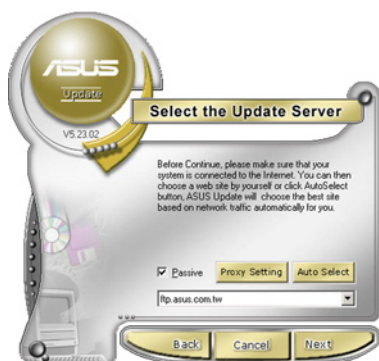 ASUS
Update
V5.23.02
Select the Update Server
Before Continue, please make sure that your
system is connected to the Internet. You can then
choose a web site by yourself or click AutoSelect
button, ASUS Update will choose the best site
based on network traffic automatically for you.
Passive
Proxy Setting
Auto Select
ftp.asus.com.tw
Back
Cancel
Next